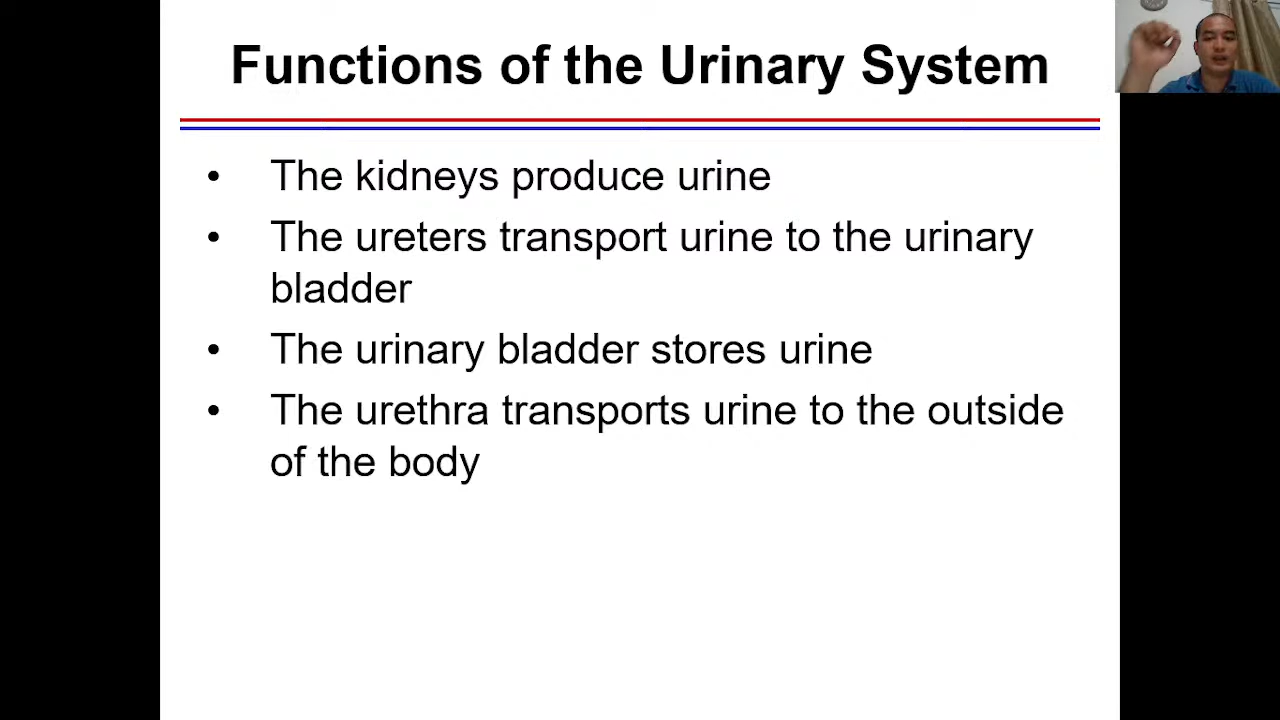 Functions of the Urinary System
• The kidneys produce urine
• The ureters transport urine to the urinary
bladder
• The urinary bladder stores urine
• The urethra transports urine to the outside
of the body